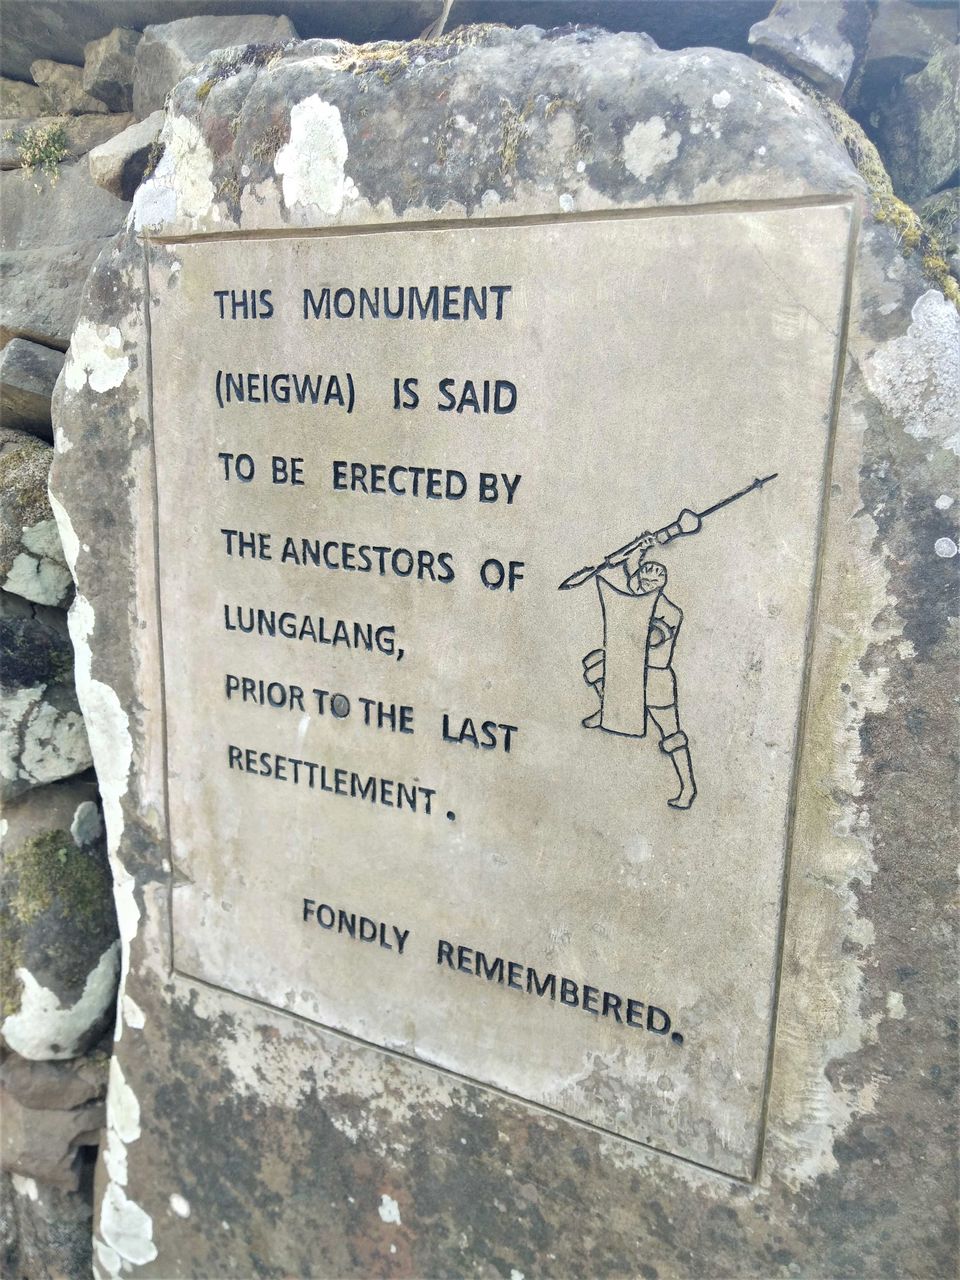 THIS MONUMENT
(NEIGWA) IS SAID
TO BE ERECTED BY
THE ANCESTORS OF
LUNGALANG,
PRIOR TO THE LAST
RESETTLEMENT.
FONDLY REMEMBERED.